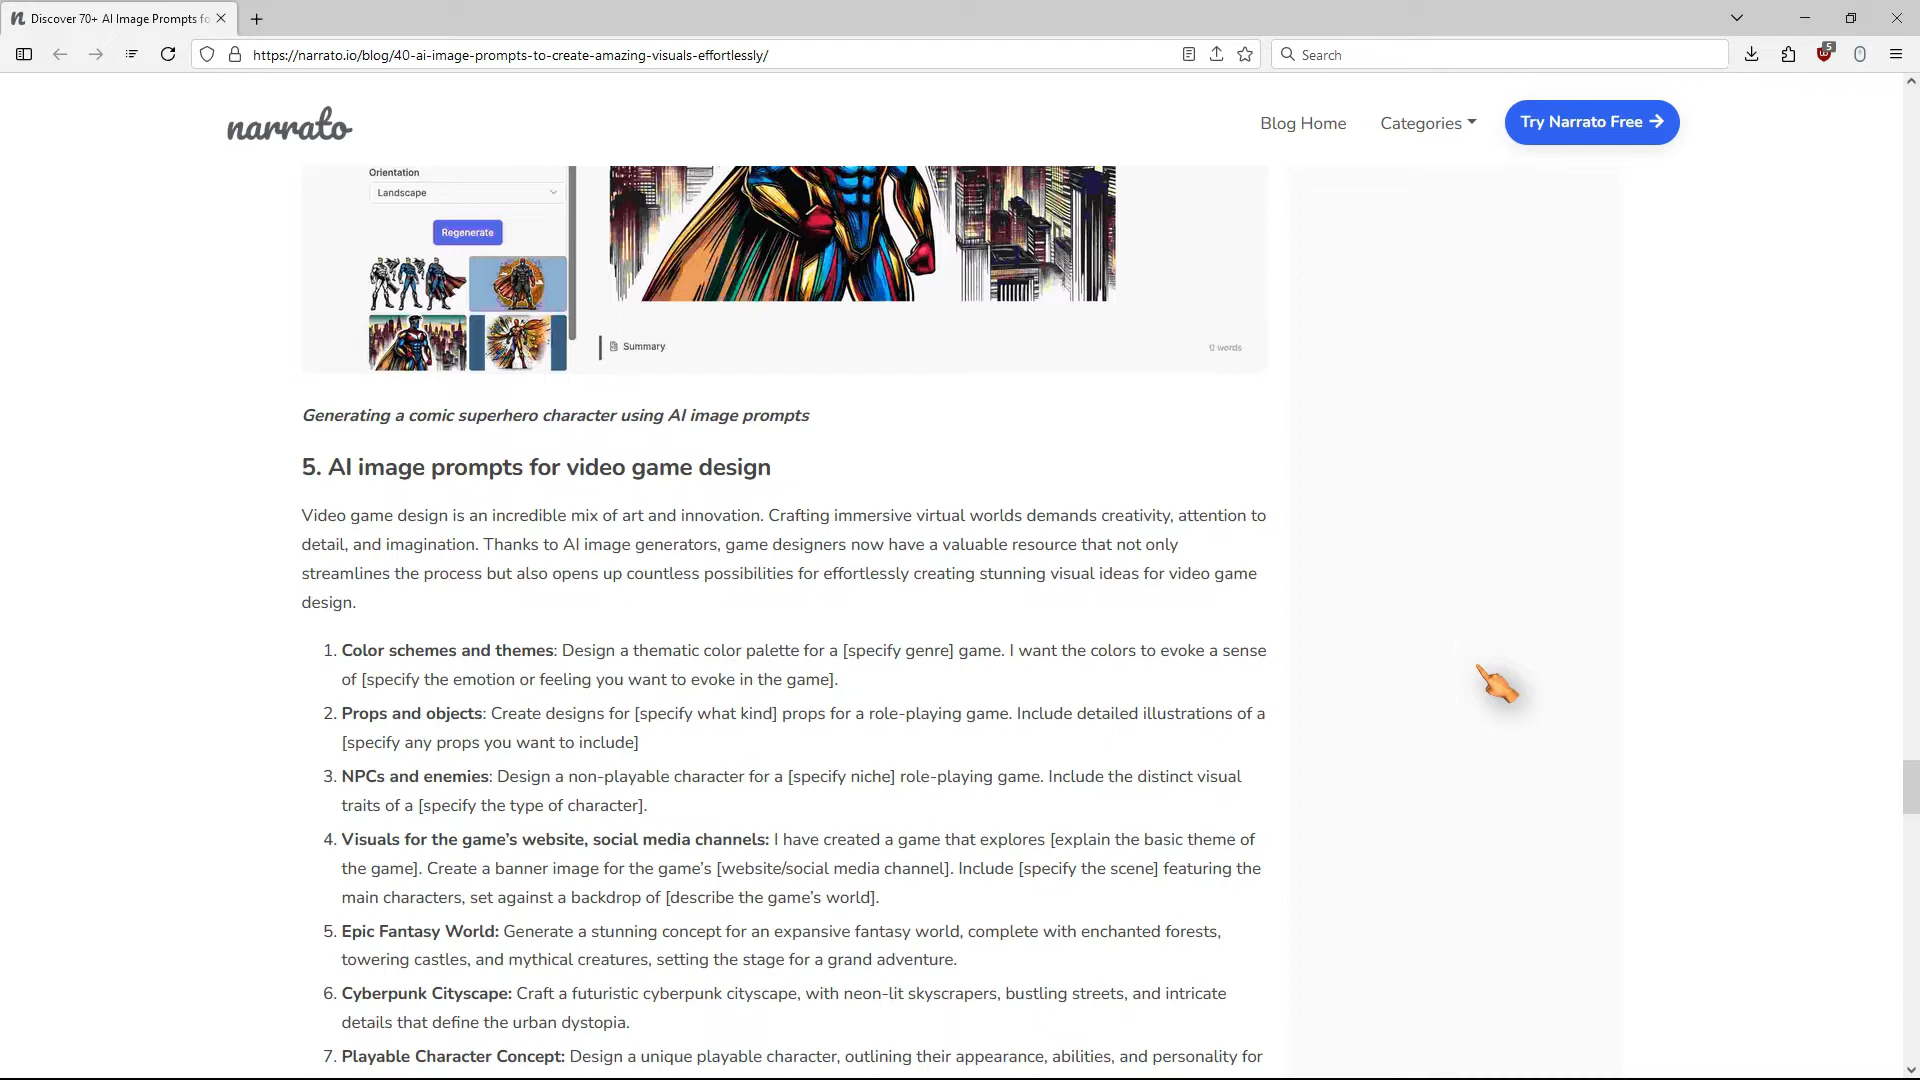 Discover 70+ AI Image Prompts fo
https://narrato.io/blog/40-ai-image-prompts-to-create-amazing-visuals-effortlessly/
Search
5
narrato
Blog Home
Categories
Try Narrato Free →
Orientation
Landscape
Regenerate
Summary
0 words
Generating a comic superhero character using AI image prompts
5. AI image prompts for video game design
Video game design is an incredible mix of art and innovation. Crafting immersive virtual worlds demands creativity, attention to
detail, and imagination. Thanks to AI image generators, game designers now have a valuable resource that not only
streamlines the process but also opens up countless possibilities for effortlessly creating stunning visual ideas for video game
design.
1. Color schemes and themes: Design a thematic color palette for a [specify genre] game. I want the colors to evoke a sense
of [specify the emotion or feeling you want to evoke in the game].
2. Props and objects: Create designs for [specify what kind] props for a role-playing game. Include detailed illustrations of a
[specify any props you want to include]
3. NPCs and enemies: Design a non-playable character for a [specify niche] role-playing game. Include the distinct visual
traits of a [specify the type of character].
4. Visuals for the game’s website, social media channels: I have created a game that explores [explain the basic theme of
the game]. Create a banner image for the game’s [website/social media channel]. Include [specify the scene] featuring the
main characters, set against a backdrop of [describe the game’s world].
5. Epic Fantasy World: Generate a stunning concept for an expansive fantasy world, complete with enchanted forests,
towering castles, and mythical creatures, setting the stage for a grand adventure.
6. Cyberpunk Cityscape: Craft a futuristic cyberpunk cityscape, with neon-lit skyscrapers, bustling streets, and intricate
details that define the urban dystopia.
7. Playable Character Concept: Design a unique playable character, outlining their appearance, abilities, and personality for